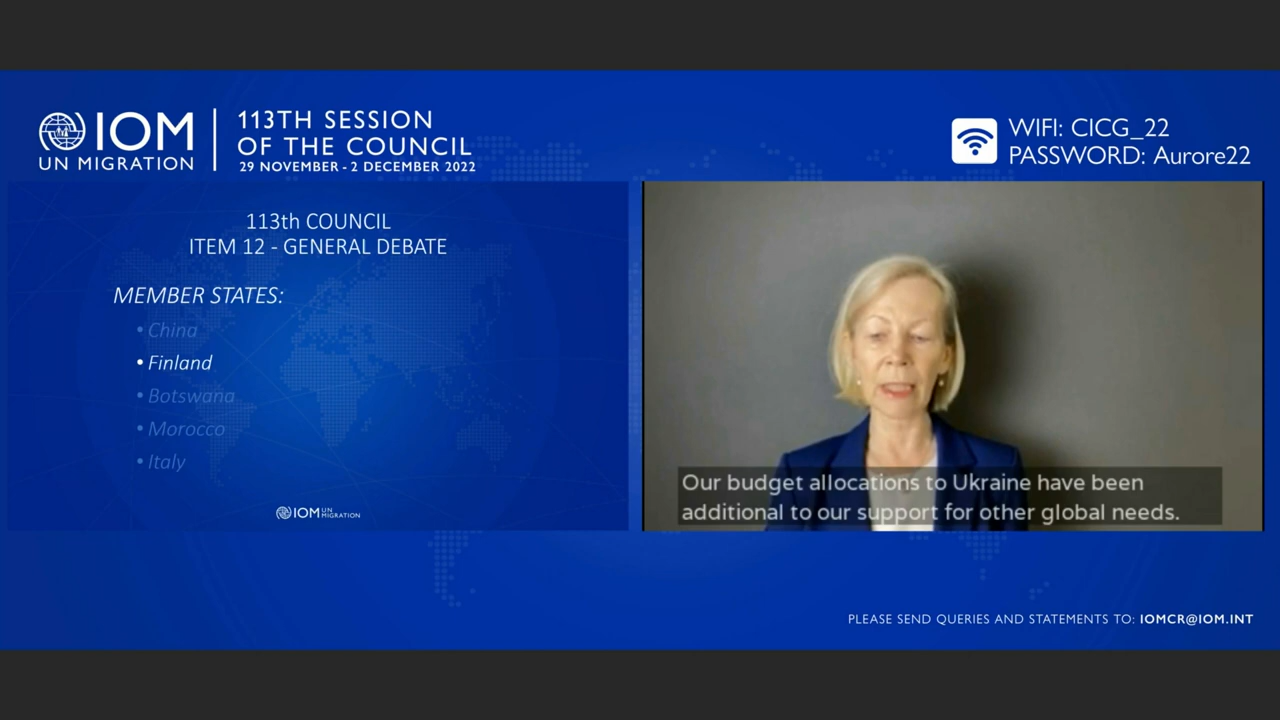 IOM
UN MIGRATION
113TH SESSION
OF THE COUNCIL
29 NOVEMBER - 2 DECEMBER 2022
WIFI: CICG_22
PASSWORD: Aurore22
113th COUNCIL
ITEM 12 - GENERAL DEBATE
MEMBER STATES:
• China
• Finland
• Botswana
• Morocco
• Italy
IOM UN MIGRATION
Our budget allocations to Ukraine have been
additional to our support for other global needs.
PLEASE SEND QUERIES AND STATEMENTS TO: IOMCR@IOM.INT